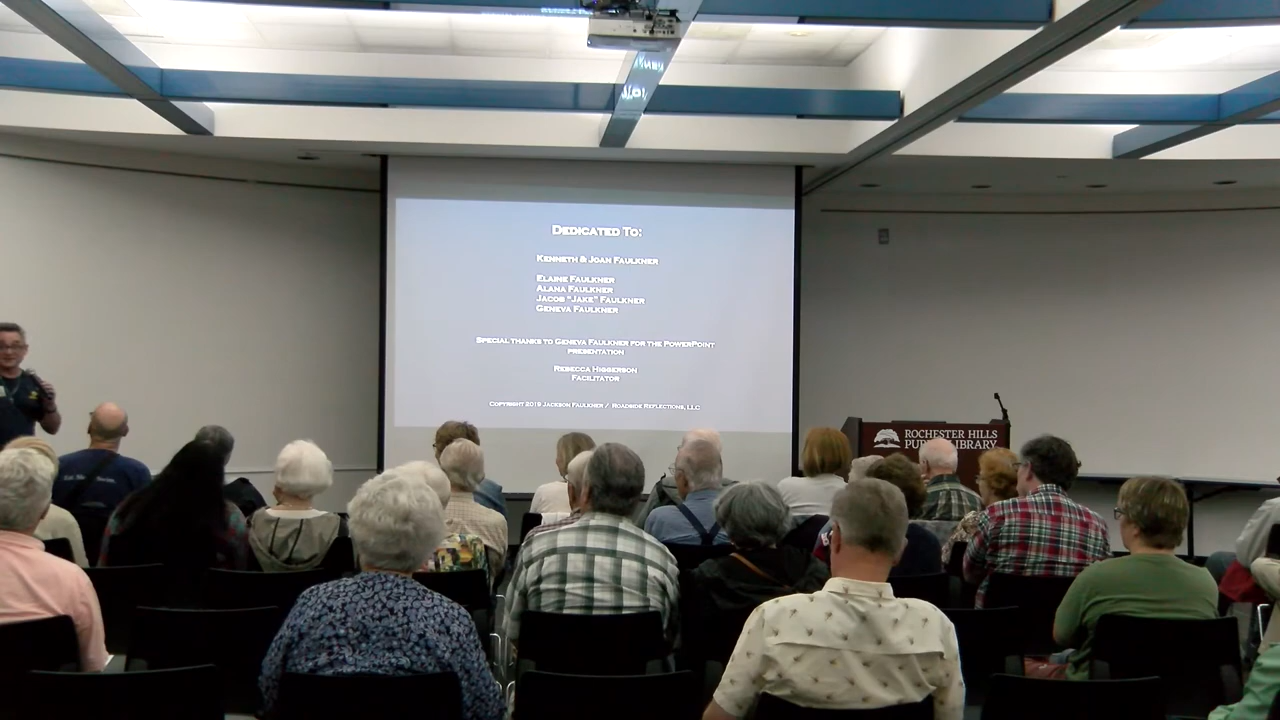 Dedicated To:
Kenneth & Joan Faulkner
Elaine Faulkner
Alana Faulkner
Jacob "Jake" Faulkner
Geneva Faulkner
Special thanks to Geneva Faulkner for the PowerPoint
presentation
Rebecca Higgerson
Facilitator
Copyright 2019 Jackson Faulkner / Roadside Reflections, LLC
ROCHESTER HILLS
PUBLIC LIBRARY